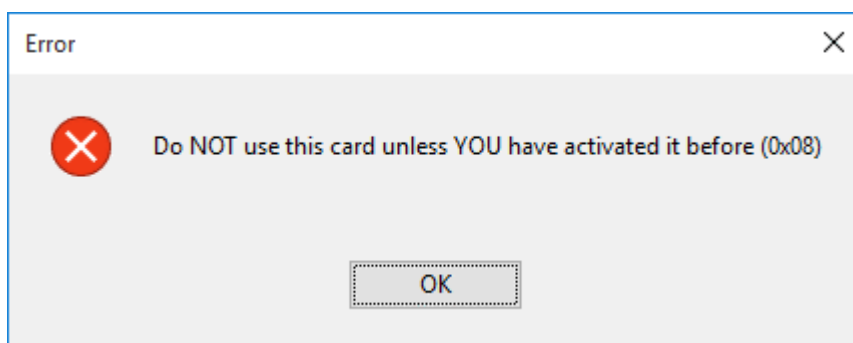 Error
Do NOT use this card unless YOU have activated it before (0x08)
OK